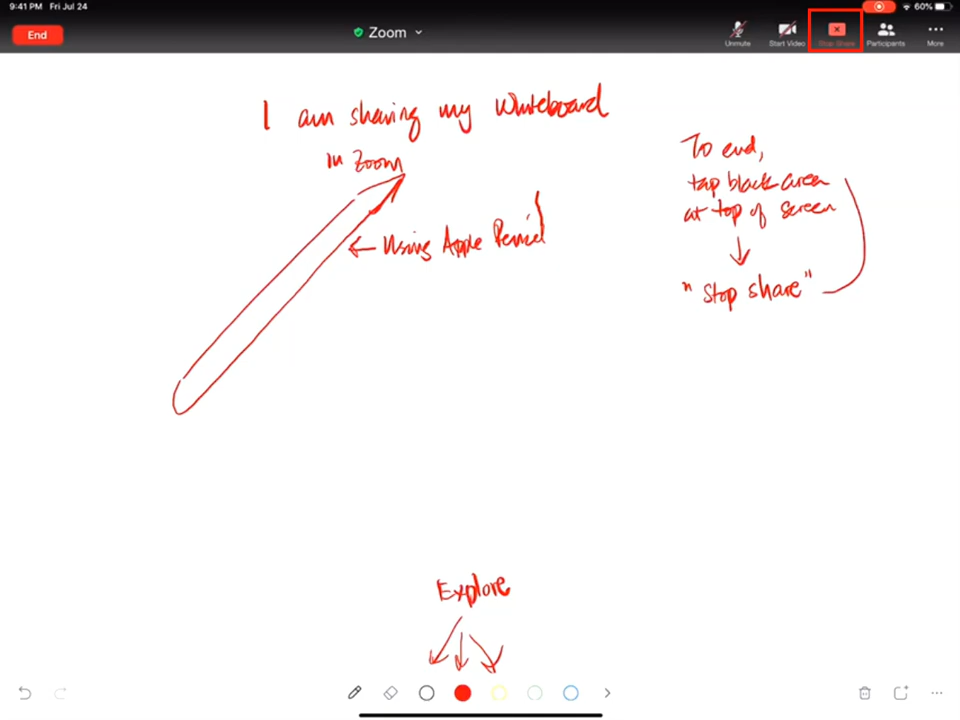 9:41 PM Fri Jul 24
60%
End
Zoom
Unmute
Start Video
Stop Share
Participants
More
I am sharing my Whiteboard
in Zoom
← Using Apple Pencil
To end,
tap black area
at top of screen
↓
"Stop share"
Explore